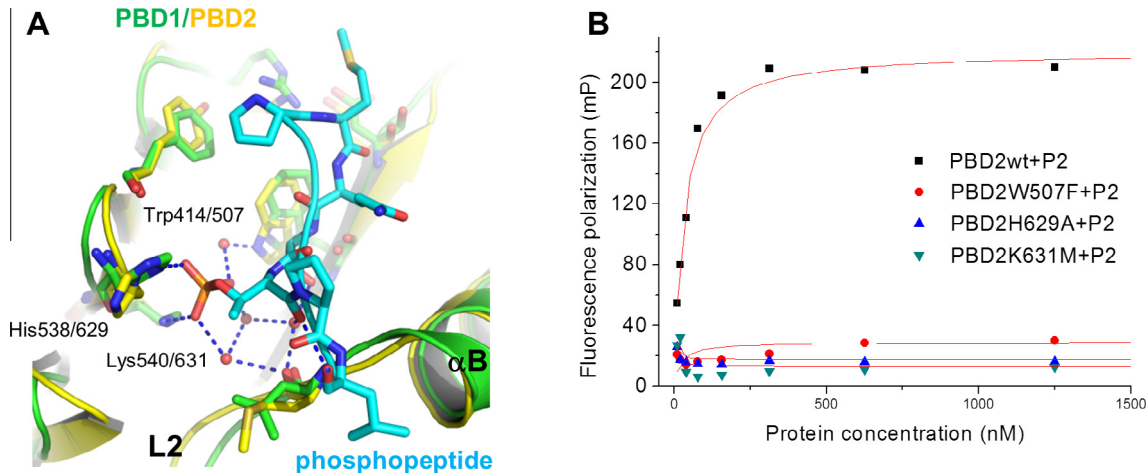 A
PBD1/PBD2
Trp414/507
His538/629
Lys540/631
αB
L2
phosphopeptide
B
Fluorescence polarization (mP)
200
160
120
80
40
0
PBD2wt+P2
PBD2W507F+P2
PBD2H629A+P2
PBD2K631M+P2
0
500
1000
1500
Protein concentration (nM)